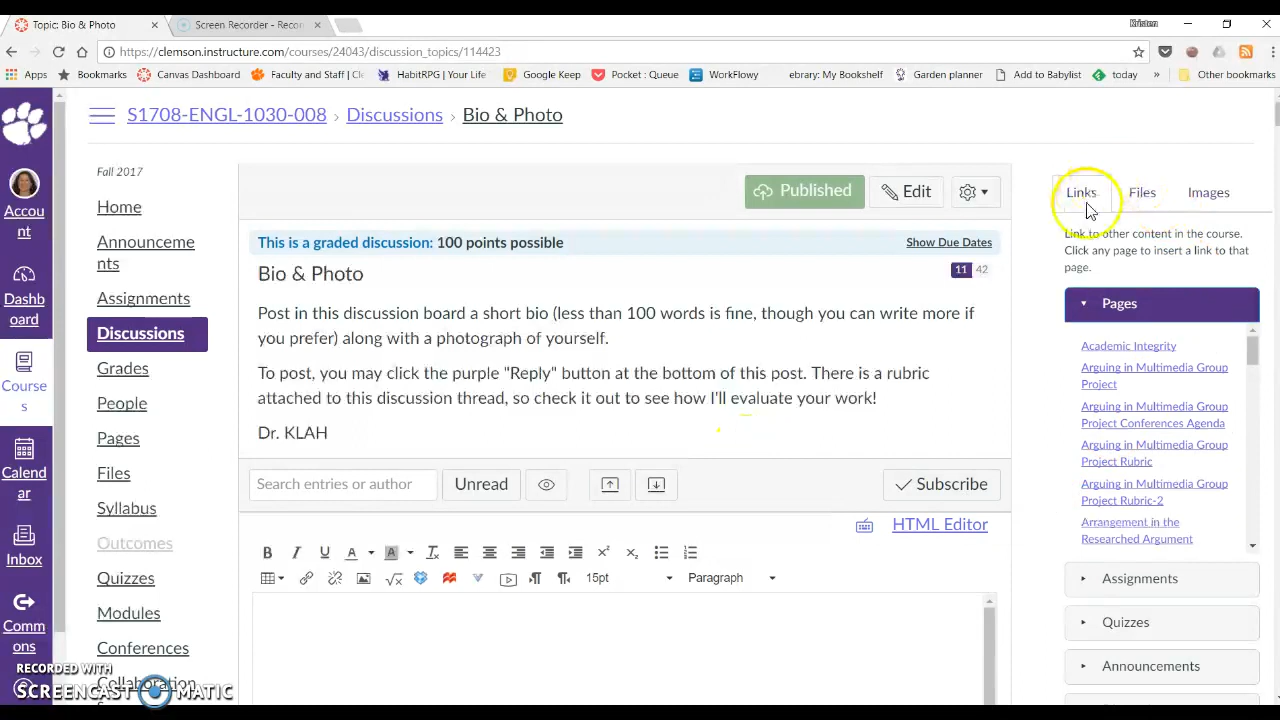 Topic: Bio & Photo
Screen Recorder - Reco
Kristen
https://clemson.instructure.com/courses/24043/discussion_topics/114423
Apps
Bookmarks
Canvas Dashboard
Faculty and Staff | Cl
HabitRPG | Your Life
Google Keep
Pocket : Queue
WorkFlowy
ebrary: My Bookshelf
Garden planner
Add to Babylist
today
»
Other bookmarks
S1708-ENGL-1030-008 › Discussions › Bio & Photo
Accou
nt
Dashb
oard
Course
s
Calend
ar
Inbox
Comm
ons
Fall 2017
Home
Announceme
nts
Assignments
Discussions
Grades
People
Pages
Files
Syllabus
Outcomes
Quizzes
Modules
Conferences
Collaboration
Published
Edit
This is a graded discussion: 100 points possible
Show Due Dates
Bio & Photo
11 42
Post in this discussion board a short bio (less than 100 words is fine, though you can write more if
you prefer) along with a photograph of yourself.
To post, you may click the purple "Reply" button at the bottom of this post. There is a rubric
attached to this discussion thread, so check it out to see how I'll evaluate your work!
Dr. KLAH
Search entries or author
Unread
Subscribe
HTML Editor
B I U A A
15pt
Paragraph
Links
Files
Images
Link to other content in the course.
Click any page to insert a link to that
page.
Pages
Academic Integrity
Arguing in Multimedia Group
Project
Arguing in Multimedia Group
Project Conferences Agenda
Arguing in Multimedia Group
Project Rubric
Arguing in Multimedia Group
Project Rubric-2
Arrangement in the
Researched Argument
Assignments
Quizzes
Announcements
RECORDED WITH
SCREENCAST MATIC